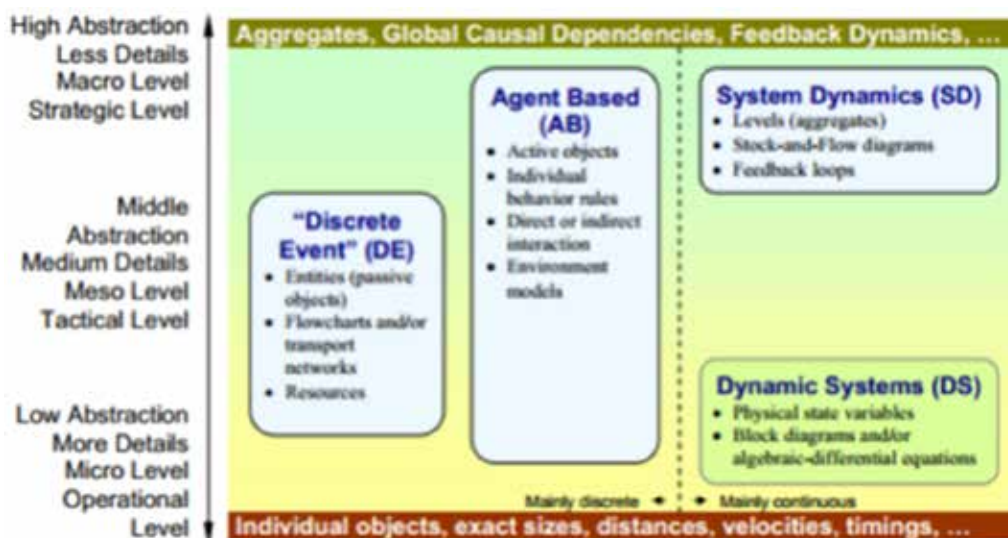 High Abstraction
Less Details
Macro Level
Strategic Level
Middle
Abstraction
Medium Details
Meso Level
Tactical Level
Low Abstraction
More Details
Micro Level
Operational
Level
Aggregates, Global Causal Dependencies, Feedback Dynamics, ...
"Discrete
Event" (DE)
• Entities (passive
objects)
• Flowcharts and/or
transport
networks
• Resources
Agent Based
(AB)
• Active objects
• Individual
behavior rules
• Direct or indirect
interaction
• Environment
models
System Dynamics (SD)
• Levels (aggregates)
• Stock-and-Flow diagrams
• Feedback loops
Dynamic Systems (DS)
• Physical state variables
• Block diagrams and/or
algebraic-differential equations
Mainly discrete
Mainly continuous
Individual objects, exact sizes, distances, velocities, timings, ...